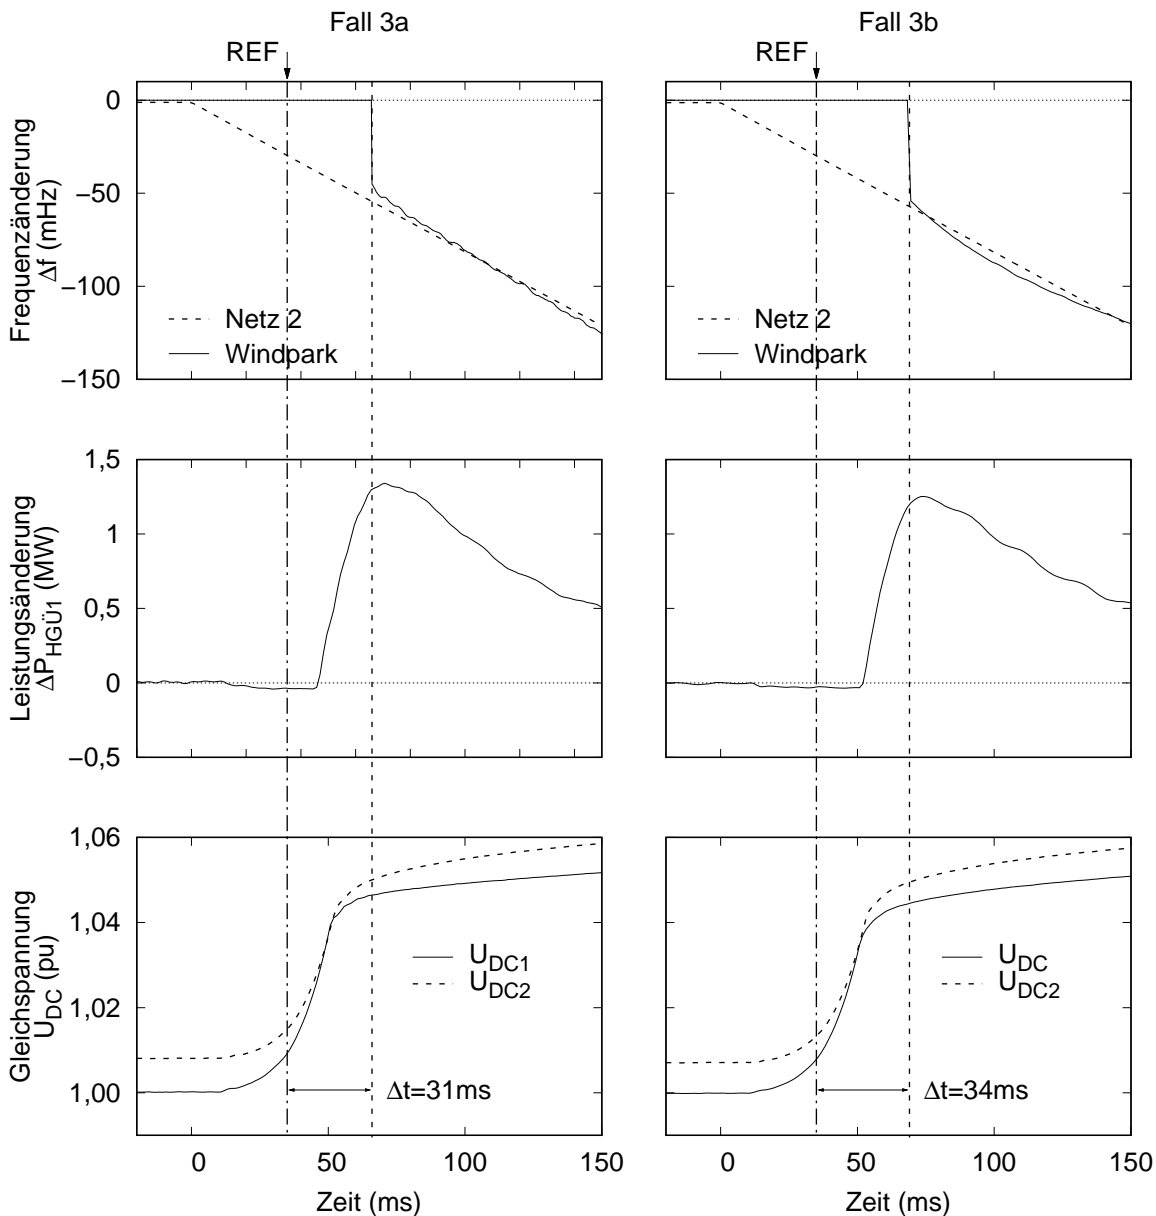 Fall 3a
Fall 3b
REF
REF
Frequenzänderung
Δf (mHz)
0
−50
−100
−150
Netz 2
Windpark
Netz 2
Windpark
Leistungsänderung
ΔP_HGÜ1 (MW)
1,5
1
0,5
0
−0,5
Gleichspannung
U_DC (pu)
1,06
1,04
1,02
1,00
U_DC1
U_DC2
Δt=31ms
U_DC
U_DC2
Δt=34ms
0 50 100 150
0 50 100 150
Zeit (ms)
Zeit (ms)